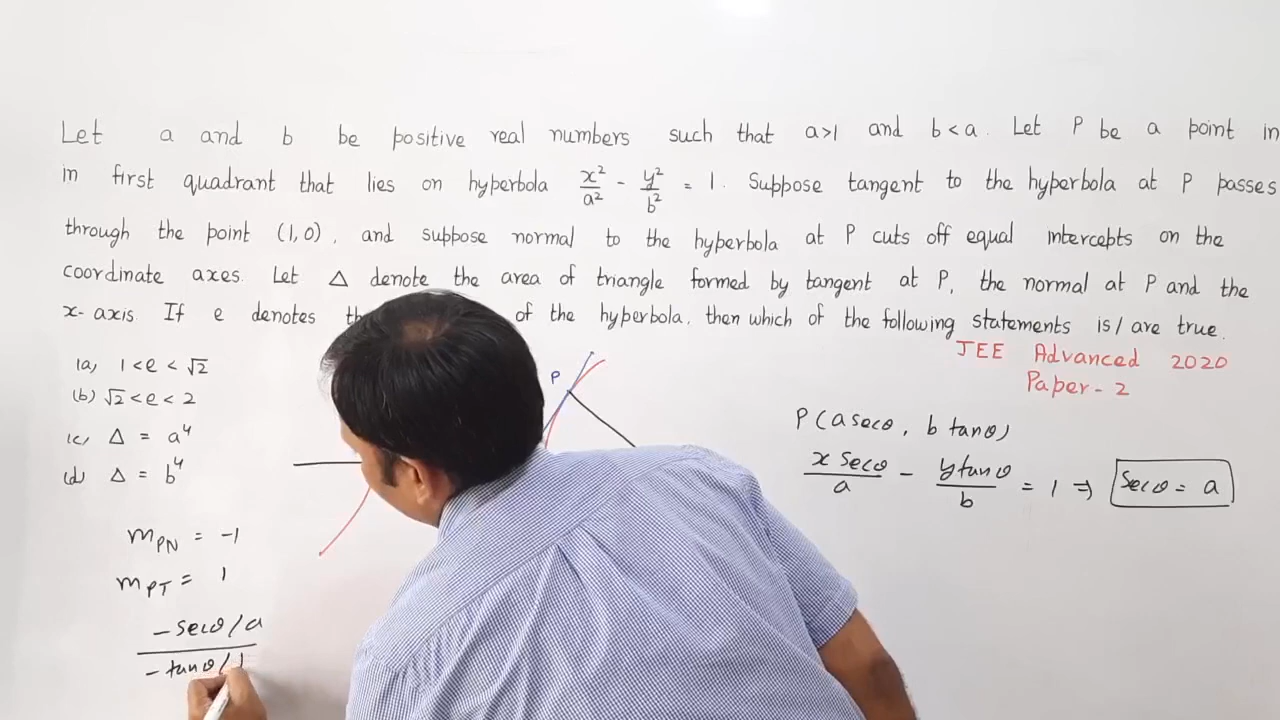 Let a and b be positive real numbers such that a>1 and b<a. Let P be a point in
in first quadrant that lies on hyperbola x²/a² - y²/b² = 1. Suppose tangent to the hyperbola at P passes
through the point (1,0), and suppose normal to the hyperbola at P cuts off equal intercepts on the
coordinate axes. Let Δ denote the area of triangle formed by tangent at P, the normal at P and the
x-axis. If e denotes of the hyperbola, then which of the following statements is/are true.
JEE Advanced 2020
Paper-2
(a) 1<e<√2
(b) √2<e<2
(c) Δ = a⁴
(d) Δ = b⁴
P
P(a secθ, b tanθ)
x secθ/a - y tanθ/b = 1 ⇒ secθ = a
m_PN = -1
m_PT = 1
-secθ/a
-tanθ/